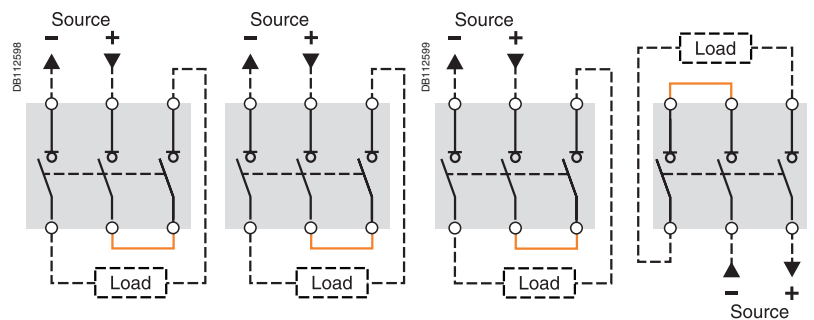 DB112598
Source
− +
Load
Source
− +
Load
DB112599
Source
− +
Load
Load
− +
Source